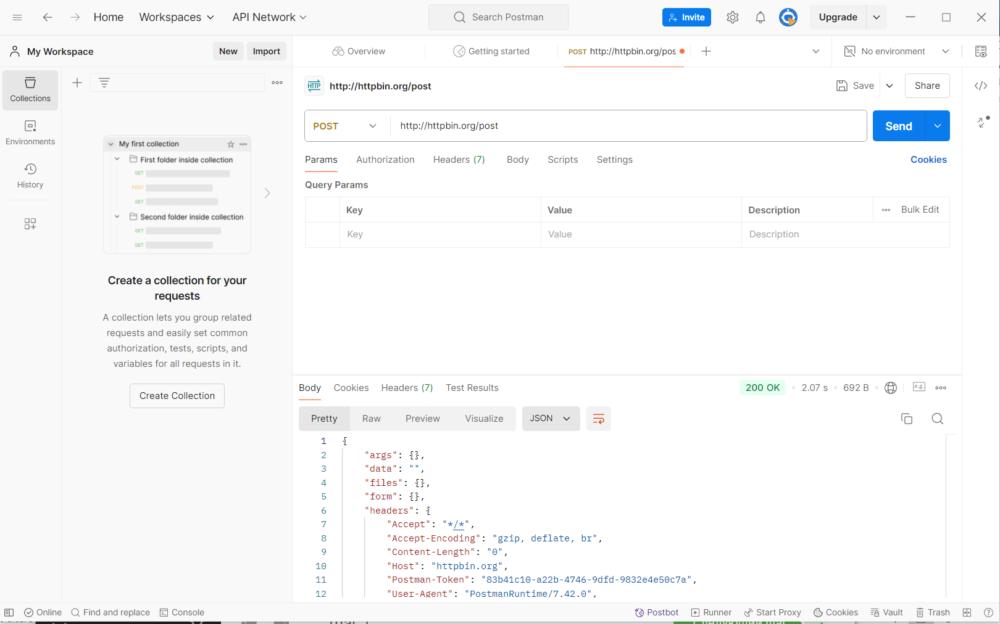 Home Workspaces API Network Search Postman Invite Upgrade
My Workspace New Import Overview Getting started POST http://httpbin.org/pos No environment
Collections
Environments
History
My first collection
First folder inside collection
GET
POST
GET
Second folder inside collection
GET
GET
Create a collection for your
requests
A collection lets you group related
requests and easily set common
authorization, tests, scripts, and
variables for all requests in it.
Create Collection
HTTP http://httpbin.org/post Save Share
POST http://httpbin.org/post Send
Params Authorization Headers (7) Body Scripts Settings Cookies
Query Params
Key Value Description Bulk Edit
Key Value Description
Body Cookies Headers (7) Test Results 200 OK 2.07 s 692 B e.g.
Pretty Raw Preview Visualize JSON
1 {
2 "args": {},
3 "data": "",
4 "files": {},
5 "form": {},
6 "headers": {
7 "Accept": "*/*",
8 "Accept-Encoding": "gzip, deflate, br",
9 "Content-Length": "0",
10 "Host": "httpbin.org",
11 "Postman-Token": "83b41c10-a22b-4746-9dfd-9832e4e50c7a",
12 "User-Agent": "PostmanRuntime/7.42.0",
Online Find and replace Console Postbot Runner Start Proxy Cookies Vault Trash